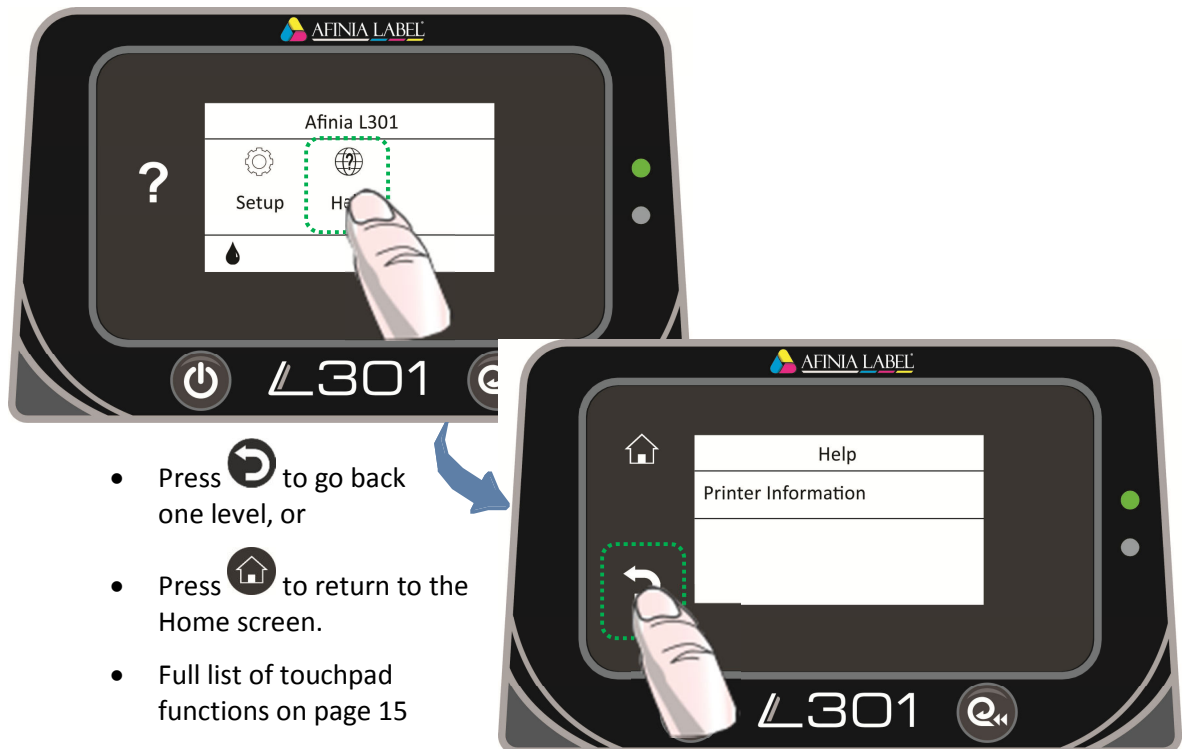 AFINIA LABEL
Afinia L301
?
Setup
L301
AFINIA LABEL
Help
Printer Information
L301
• Press to go back
one level, or
• Press to return to the
Home screen.
• Full list of touchpad
functions on page 15